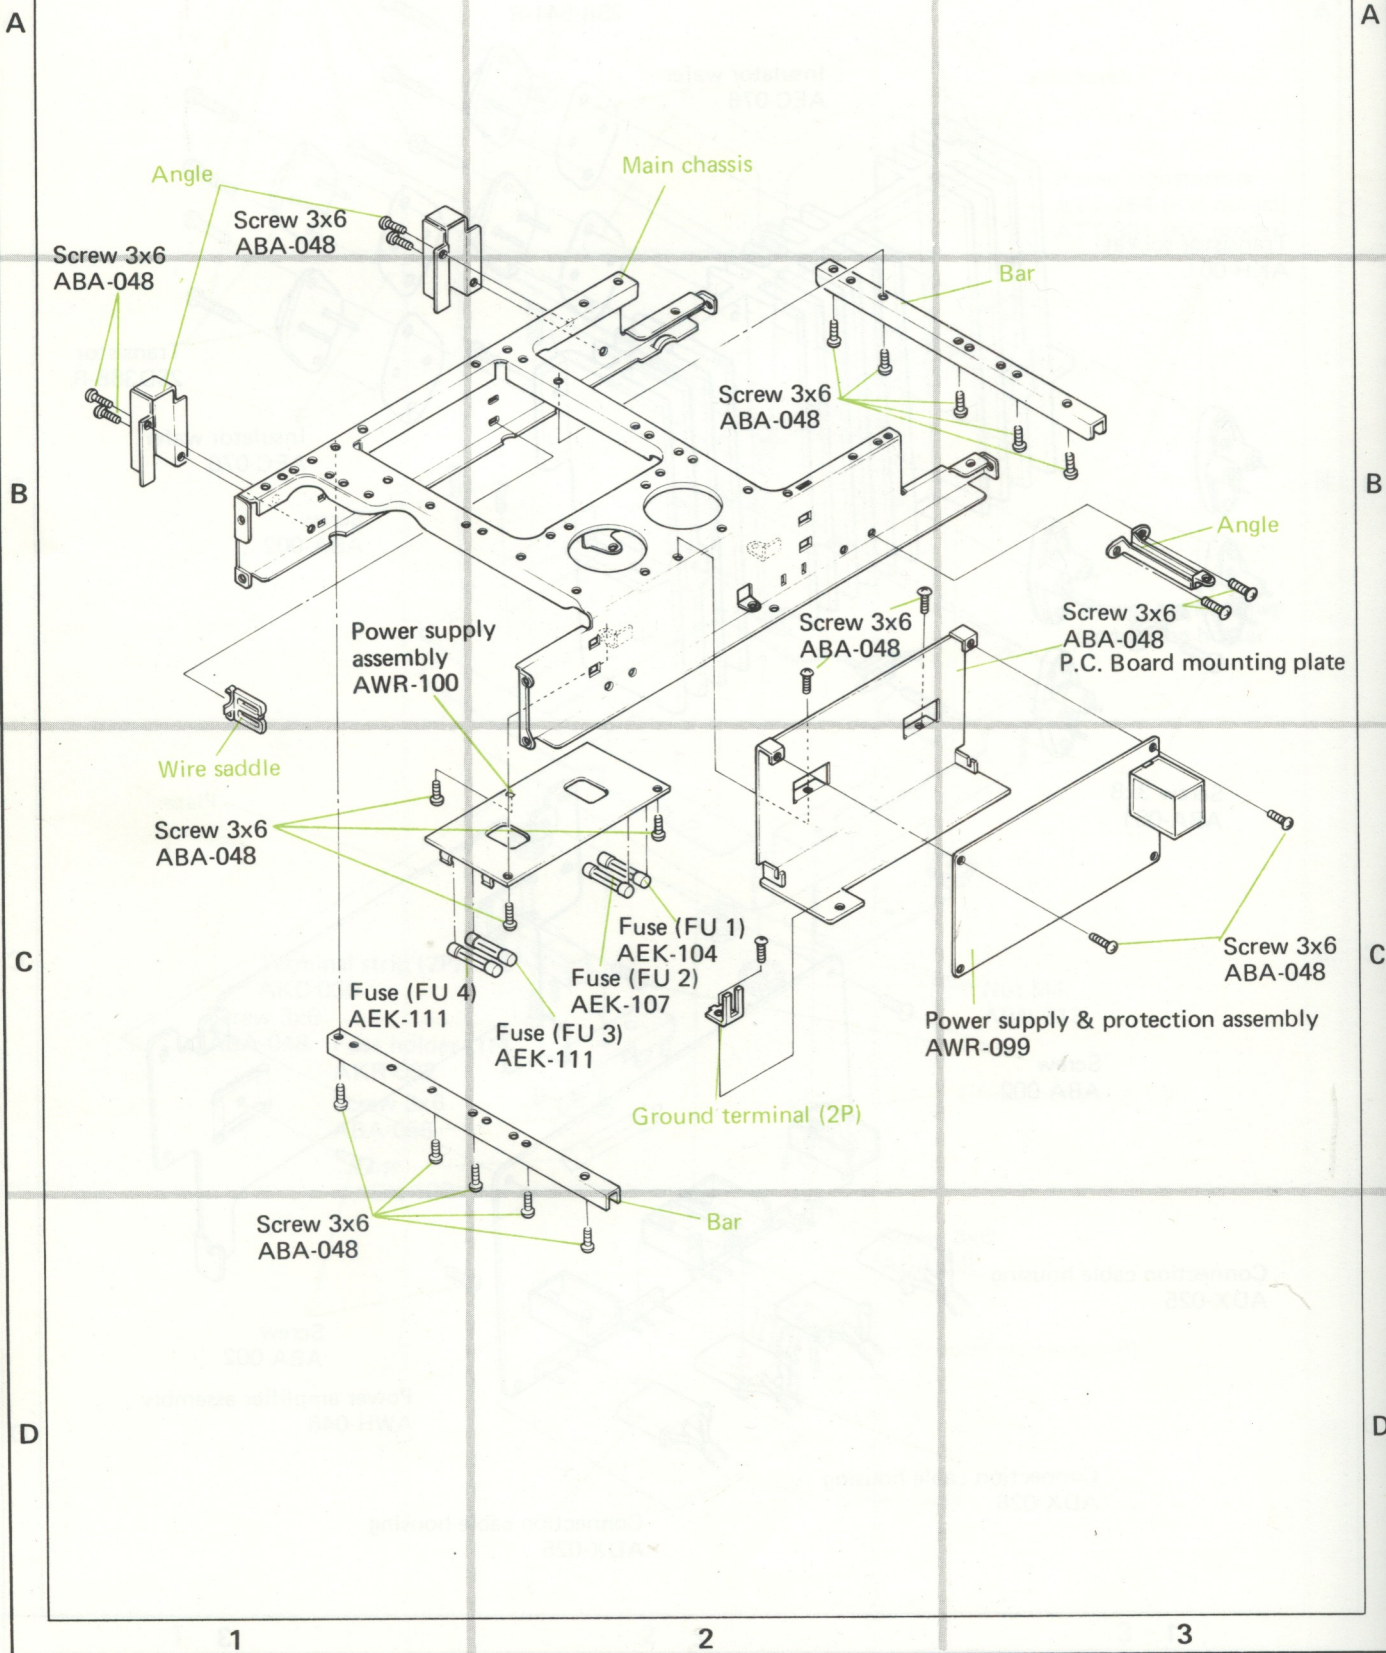 A
A
Angle
Main chassis
Screw 3x6
ABA-048
Screw 3x6
ABA-048
Bar
Screw 3x6
ABA-048
B
B
Angle
Screw 3x6
ABA-048
Screw 3x6
ABA-048
P.C. Board mounting plate
Power supply
assembly
AWR-100
Wire saddle
Screw 3x6
ABA-048
Fuse (FU 1)
AEK-104
Fuse (FU 2)
AEK-107
Fuse (FU 4)
AEK-111
Fuse (FU 3)
AEK-111
C
C
Screw 3x6
ABA-048
Power supply & protection assembly
AWR-099
Ground terminal (2P)
Bar
Screw 3x6
ABA-048
D
D
1
2
3